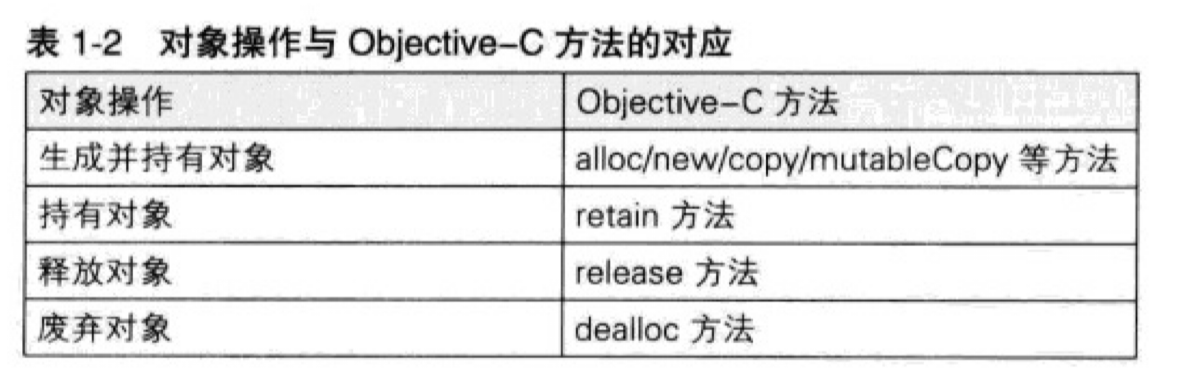 表 1-2 对象操作与 Objective-C 方法的对应
对象操作 Objective-C 方法
生成并持有对象 alloc/new/copy/mutableCopy 等方法
持有对象 retain 方法
释放对象 release 方法
废弃对象 dealloc 方法